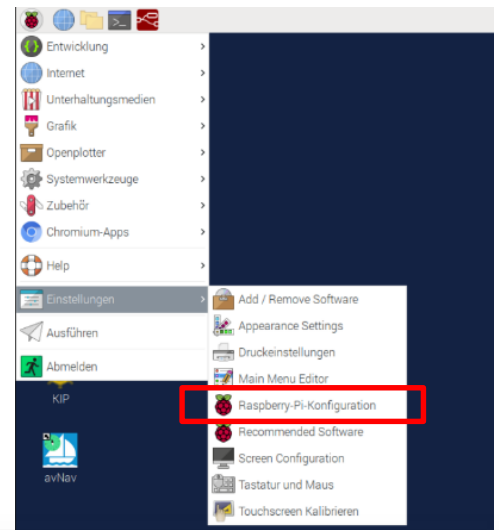 Entwicklung
Internet
Unterhaltungsmedien
Grafik
Openplotter
Systemwerkzeuge
Zubehör
Chromium-Apps
Help
Einstellungen
Ausführen
Abmelden
Add / Remove Software
Appearance Settings
Druckeinstellungen
Main Menu Editor
Raspberry-Pi-Konfiguration
Recommended Software
Screen Configuration
Tastatur und Maus
Touchscreen Kalibrieren
KIP
avNav